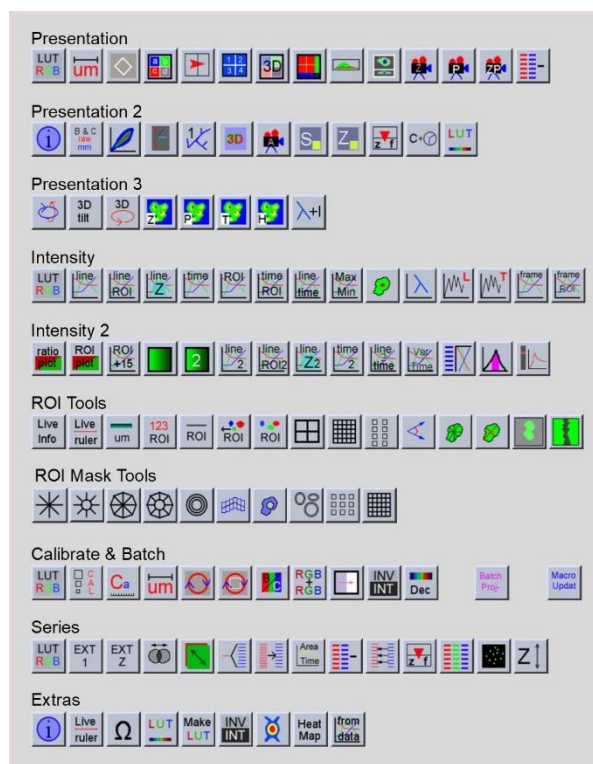 Presentation
LUT RGB um 3D Z P ZP
Presentation 2
B & C raw mm 1 3D A S Z z f C+ LUT
Presentation 3
3D tilt 3D Z P T H λ+I
Intensity
LUT RGB line line ROI line Z time ROI time ROI line time Max Min λ L T frame frame ROI
Intensity 2
ratio plot ROI plot ROI +15 2 line 2 line ROI2 line Z2 time 2 line time Var Time
ROI Tools
Live Info Live ruler um 123 ROI ROI ROI ROI
ROI Mask Tools
Calibrate & Batch
LUT RGB CAL Ca um B/C RGB + RGB INV INT Dec Batch Proj- Macro Updat
Series
LUT RGB EXT 1 EXT Z Area Time z f Z
Extras
Live ruler Ω LUT Make LUT INV INT Heat Map from data